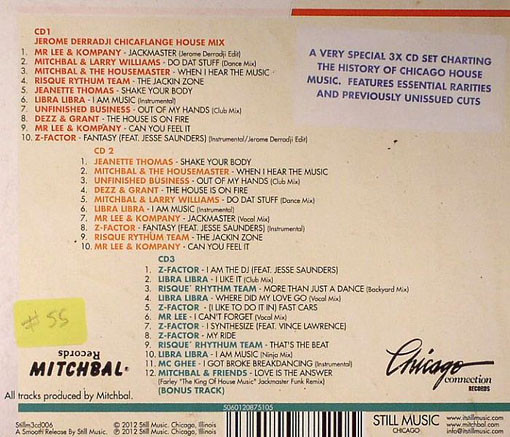 CD1
JEROME DERRADJI CHICAFLANGE HOUSE MIX
1. MR LEE & KOMPANY - JACKMASTER (Jerome Derradji Edit)
2. MITCHBAL & LARRY WILLIAMS - DO DAT STUFF (Dance Mix)
3. MITCHBAL & THE HOUSEMASTER - WHEN I HEAR THE MUSIC
4. RISQUE RYTHUM TEAM - THE JACKIN ZONE
5. JEANETTE THOMAS - SHAKE YOUR BODY
6. LIBRA LIBRA - I AM MUSIC (Instrumental)
7. UNFINISHED BUSINESS - OUT OF MY HANDS (Club Mix)
8. DEZZ & GRANT - THE HOUSE IS ON FIRE
9. MR LEE & KOMPANY - CAN YOU FEEL IT
10. Z-FACTOR - FANTASY (FEAT. JESSE SAUNDERS) (Instrumental/Jerome Derradji Edit)
A VERY SPECIAL 3X CD SET CHARTING
THE HISTORY OF CHICAGO HOUSE
MUSIC. FEATURES ESSENTIAL RARITIES
AND PREVIOUSLY UNISSUED CUTS
CD 2
1. JEANETTE THOMAS - SHAKE YOUR BODY
2. MITCHBAL & THE HOUSEMASTER - WHEN I HEAR THE MUSIC
3. UNFINISHED BUSINESS - OUT OF MY HANDS (Club Mix)
4. DEZZ & GRANT - THE HOUSE IS ON FIRE
5. MITCHBAL & LARRY WILLIAMS - DO DAT STUFF (Dance Mix)
6. LIBRA LIBRA - I AM MUSIC (Instrumental)
7. MR LEE & KOMPANY - JACKMASTER (Vocal Mix)
8. Z-FACTOR - FANTASY (FEAT. JESSE SAUNDERS) (Instrumental)
9. RISQUE RYTHUM TEAM - THE JACKIN ZONE
10. MR LEE & KOMPANY - CAN YOU FEEL IT
CD3
1. Z-FACTOR - I AM THE DJ (FEAT. JESSE SAUNDERS)
2. LIBRA LIBRA - I LIKE IT (Club Mix)
3. RISQUE' RHYTHM TEAM - MORE THAN JUST A DANCE (Backyard Mix)
4. LIBRA LIBRA - WHERE DID MY LOVE GO (Vocal Mix)
5. Z-FACTOR - (I LIKE TO DO IT IN) FAST CARS
6. MR LEE - I CAN'T FORGET (Vocal Mix)
7. Z-FACTOR - I SYNTHESIZE (FEAT. VINCE LAWRENCE)
8. Z-FACTOR - MY RIDE
9. RISQUE' RHYTHM TEAM - THAT'S THE BEAT
10. LIBRA LIBRA - I AM MUSIC (Ninja Mix)
11. MC GHEE - I GOT BROKE BREAKDANCING (Instrumental)
12. MITCHBAL & FRIENDS - LOVE IS THE ANSWER
(Farley "The King Of House Music" Jackmaster Funk Remix)
(BONUS TRACK)
#55
MITCHBAL
Records
All tracks produced by Mitchbal.
Chicago
connection
RECORDS
Stillm3cd006 ℗ 2012 Still Music. Chicago, Illinois
A Smooth Release By Still Music. © 2012 Still Music. Chicago, Illinois
5060120875105
STILL MUSIC
CHICAGO
www.itsstillmusic.com
www.mitchbal.com
info@itsstillmusic.com